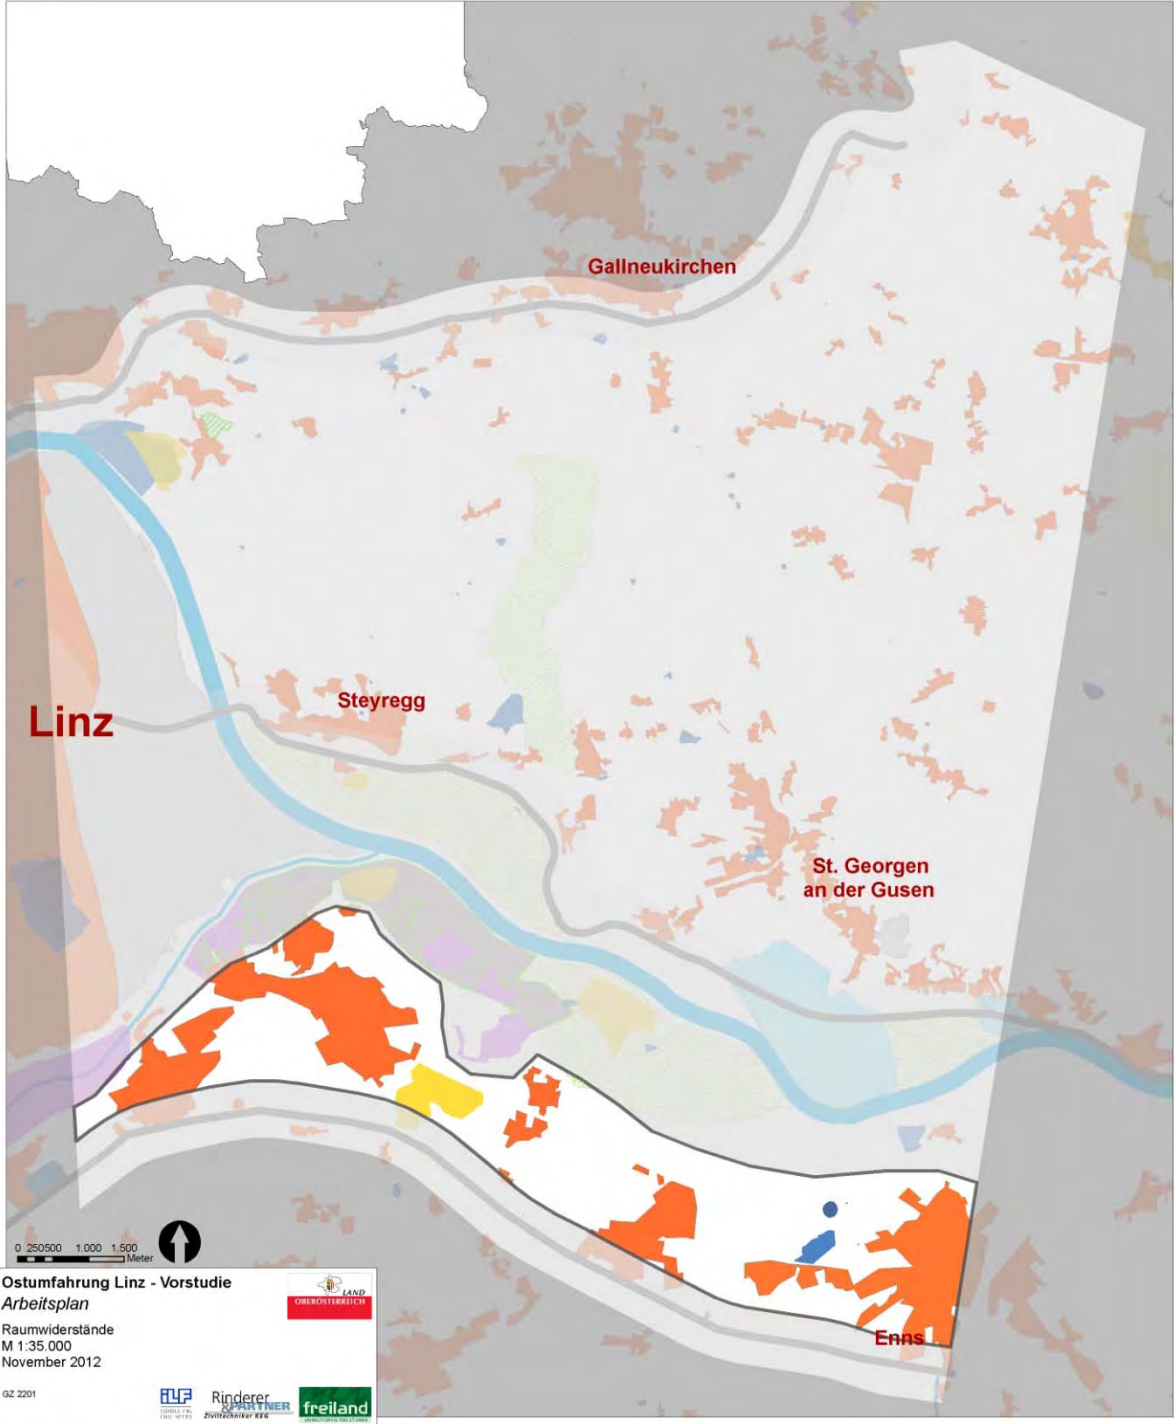 Gallneukirchen
Steyregg
Linz
St. Georgen
an der Gusen
Enns
0 250500 1.000 1.500
Meter
Ostumfahrung Linz - Vorstudie
Arbeitsplan
Raumwiderstände
M 1:35.000
November 2012
GZ 2201
LAND
OBERÖSTERREICH
iLF
Rinderer
&PARTNER
Ziviltechniker KEG
freiland